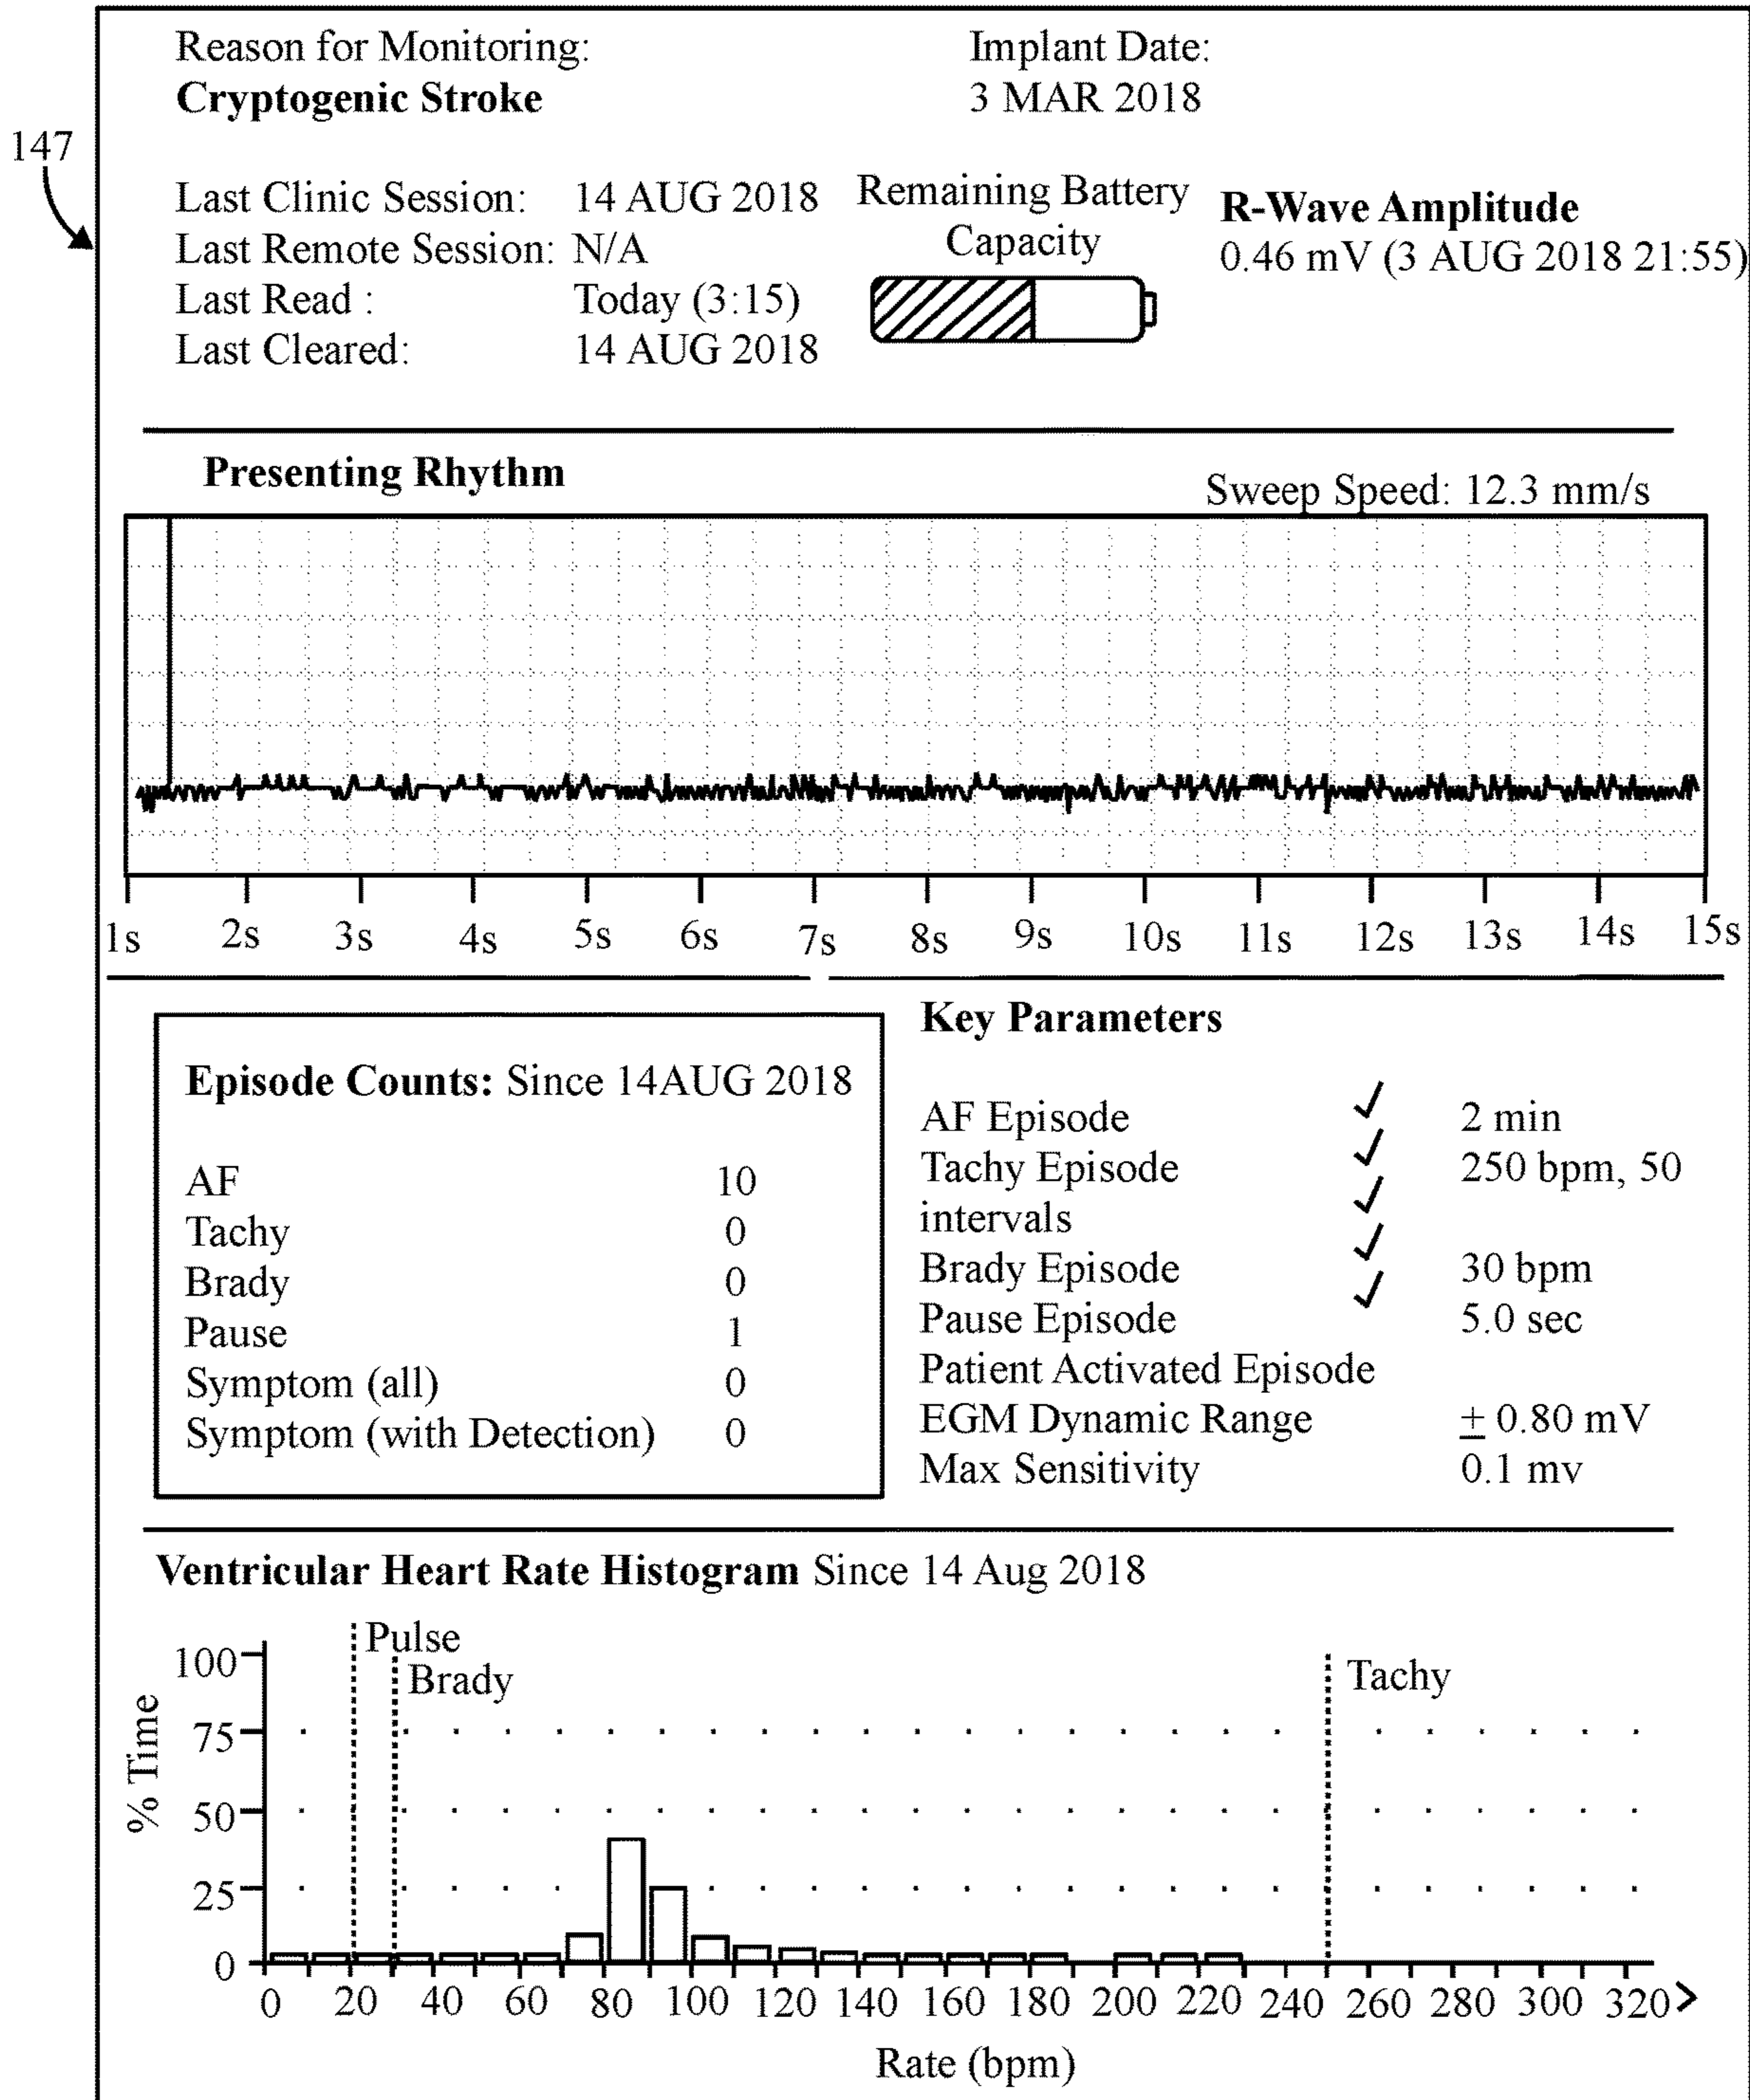 Reason for Monitoring:
Cryptogenic Stroke
Implant Date:
3 MAR 2018
147
Last Clinic Session: 14 AUG 2018
Last Remote Session: N/A
Last Read : Today (3:15)
Last Cleared: 14 AUG 2018
Remaining Battery
Capacity
R-Wave Amplitude
0.46 mV (3 AUG 2018 21:55)
Presenting Rhythm
Sweep Speed: 12.3 mm/s
1s 2s 3s 4s 5s 6s 7s 8s 9s 10s 11s 12s 13s 14s 15s
Episode Counts: Since 14AUG 2018
AF 10
Tachy 0
Brady 0
Pause 1
Symptom (all) 0
Symptom (with Detection) 0
Key Parameters
AF Episode ✓ 2 min
Tachy Episode ✓ 250 bpm, 50
intervals ✓
Brady Episode ✓ 30 bpm
Pause Episode ✓ 5.0 sec
Patient Activated Episode
EGM Dynamic Range ± 0.80 mV
Max Sensitivity 0.1 mv
Ventricular Heart Rate Histogram Since 14 Aug 2018
Pulse
Brady
Tachy
% Time
100
75
50
25
0
0 20 40 60 80 100 120 140 160 180 200 220 240 260 280 300 320>
Rate (bpm)